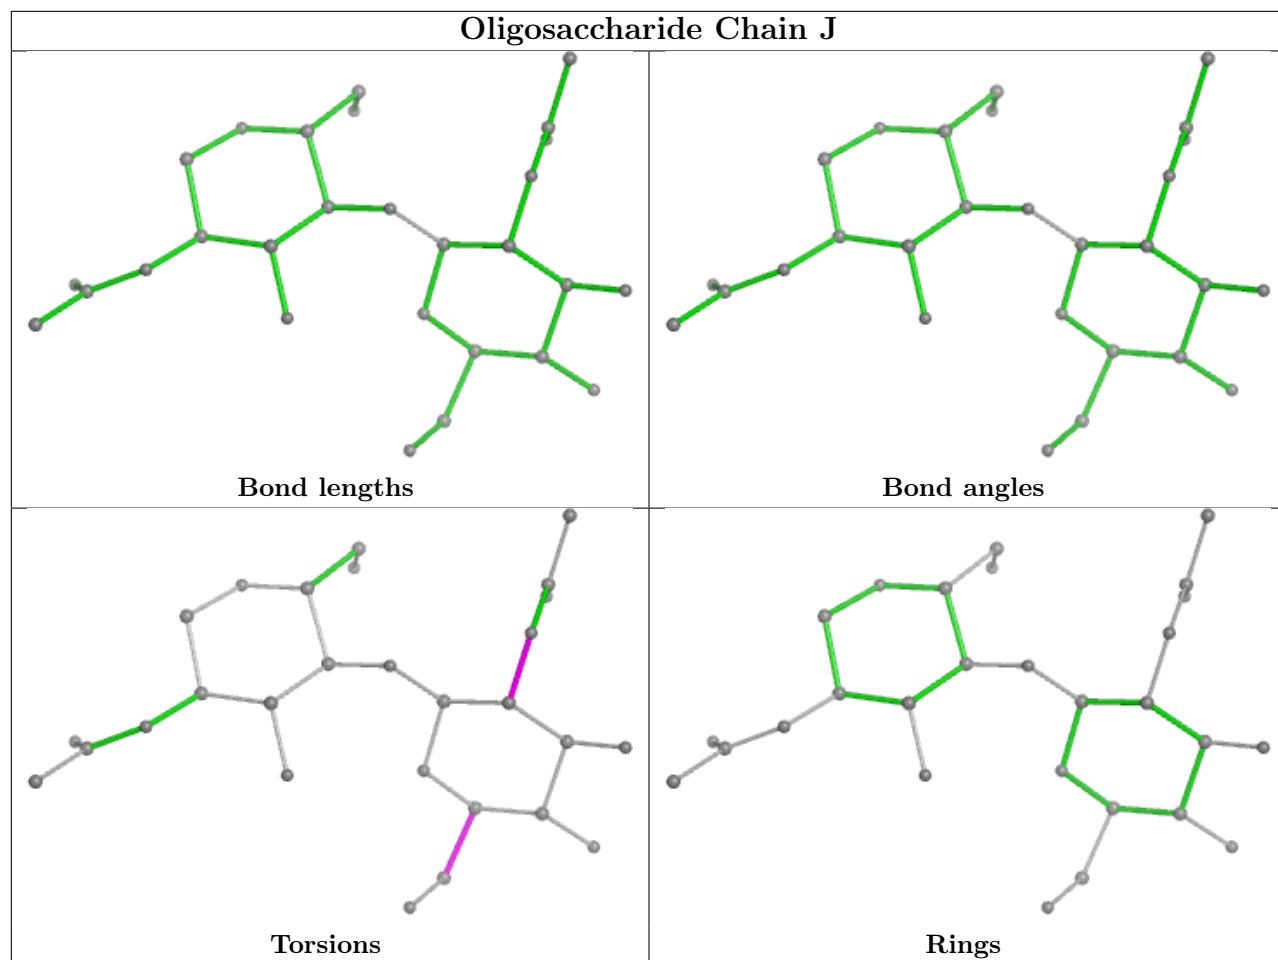 Oligosaccharide Chain J
Bond lengths
Bond angles
Torsions
Rings